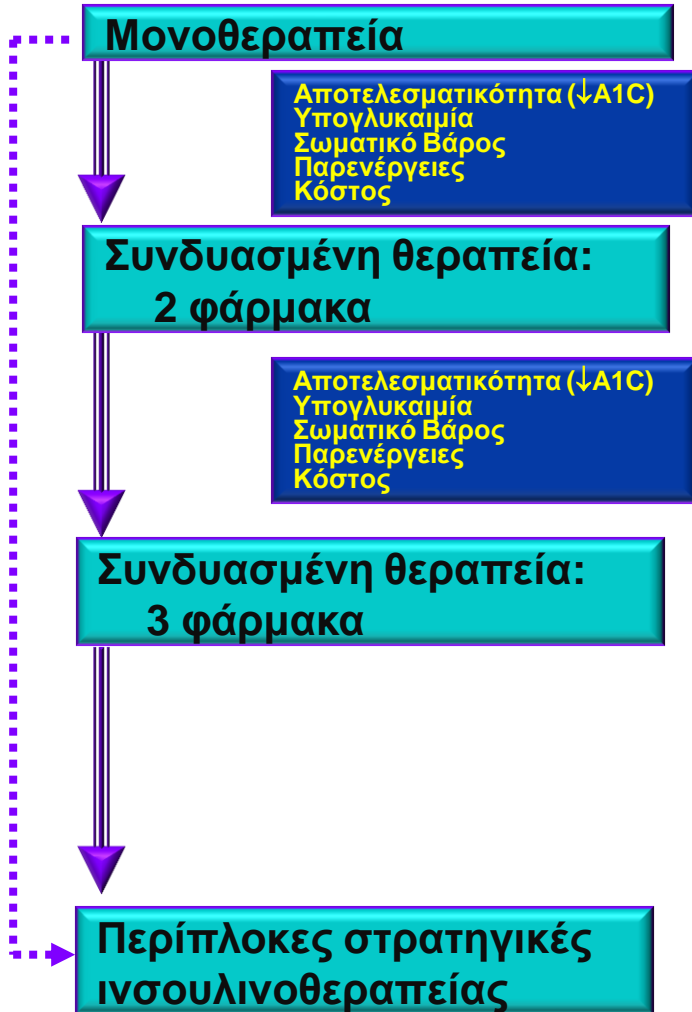 Μονοθεραπεία
Αποτελεσματικότητα (↓A1C)
Υπογλυκαιμία
Σωματικό Βάρος
Παρενέργειες
Κόστος
Συνδυασμένη θεραπεία:
2 φάρμακα
Αποτελεσματικότητα (↓A1C)
Υπογλυκαιμία
Σωματικό Βάρος
Παρενέργειες
Κόστος
Συνδυασμένη θεραπεία:
3 φάρμακα
Περίπλοκες στρατηγικές
ινσουλινοθεραπείας